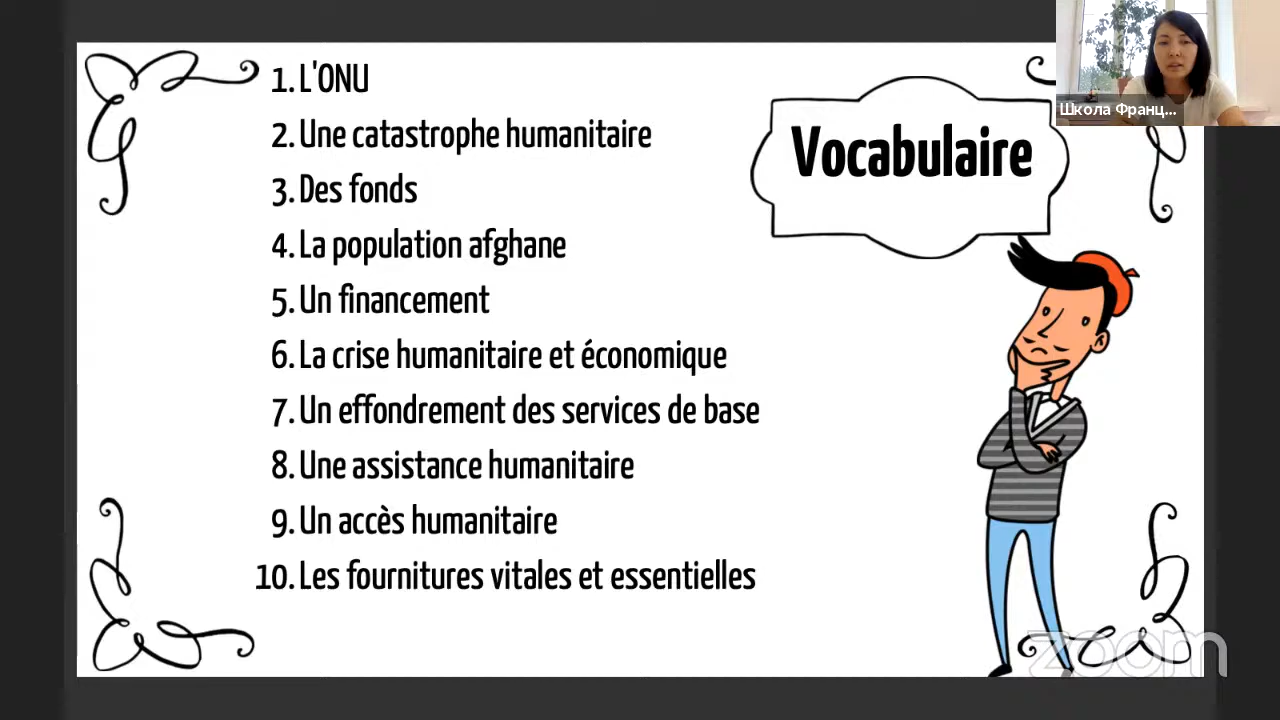 1. L'ONU
2. Une catastrophe humanitaire
3. Des fonds
4. La population afghane
5. Un financement
6. La crise humanitaire et économique
7. Un effondrement des services de base
8. Une assistance humanitaire
9. Un accès humanitaire
10. Les fournitures vitales et essentielles
Vocabulaire
Школа Франц...
zoom